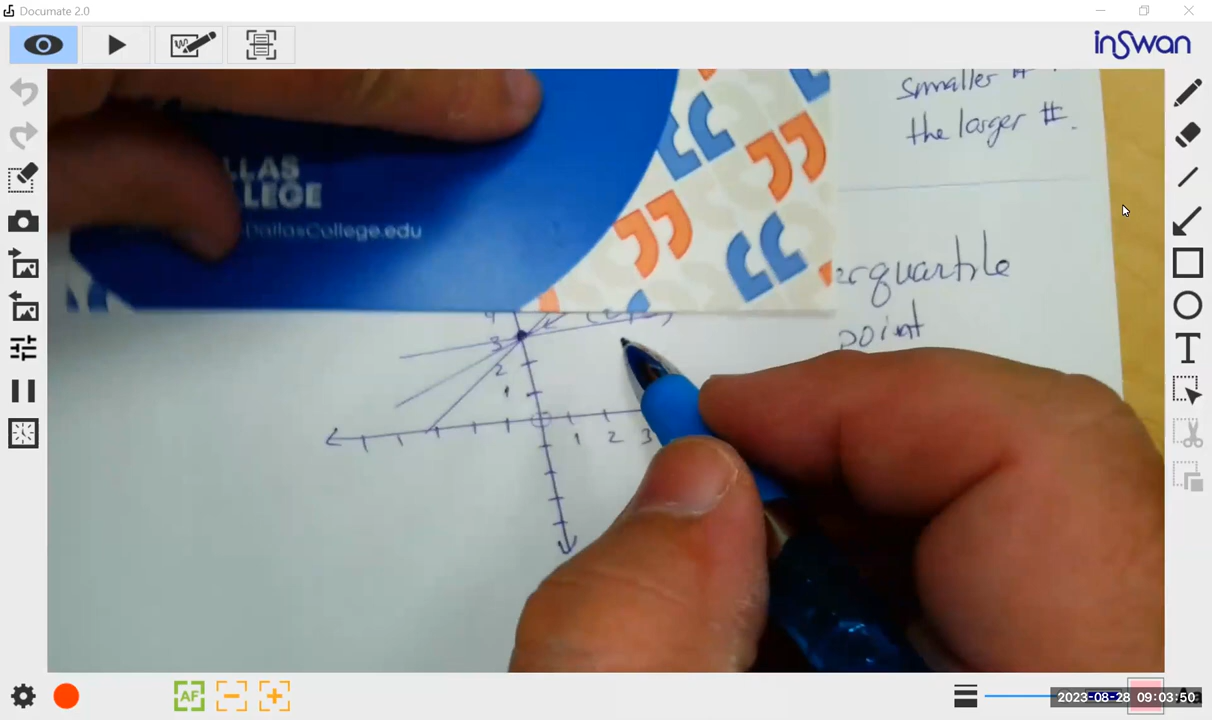 Documate 2.0
inSwan
smaller #
the larger #.
LLAS
LLEGE
DallasCollege.edu
quartile
point
4
3
2
1
1 2 3
T
AF
2023-08-28 09:03:50